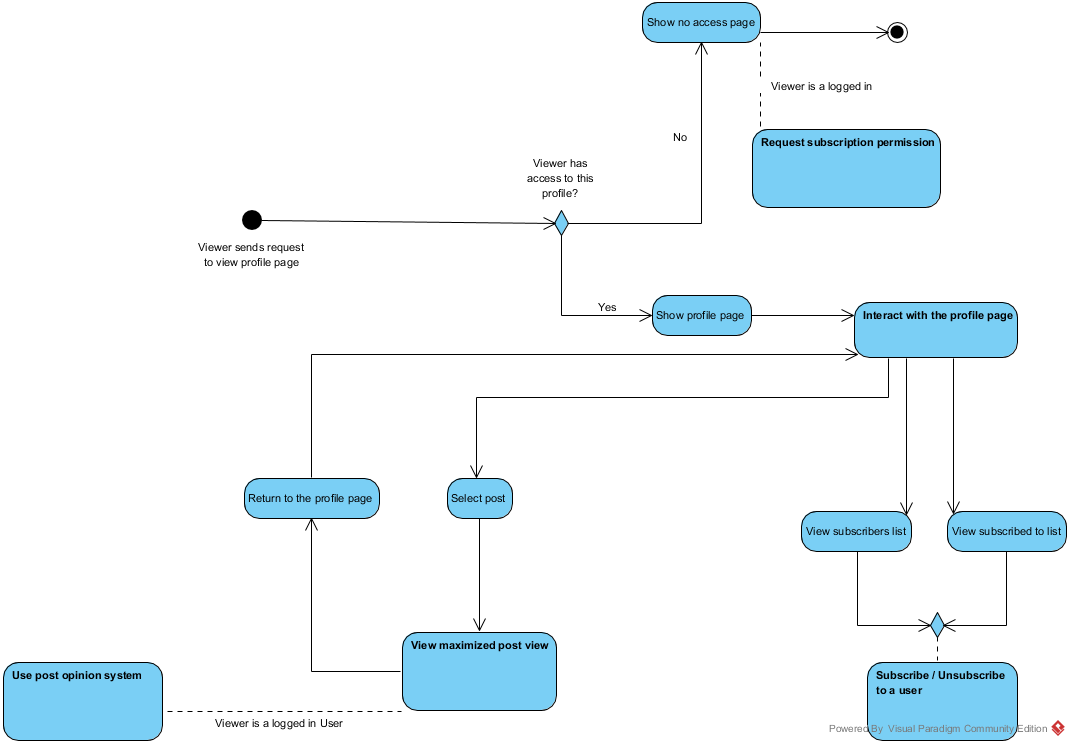 Show no access page
Viewer is a logged in
No
Request subscription permission
Viewer has
access to this
profile?
Viewer sends request
to view profile page
Yes
Show profile page
Interact with the profile page
Return to the profile page
Select post
View subscribers list
View subscribed to list
View maximized post view
Use post opinion system
Viewer is a logged in User
Subscribe / Unsubscribe
to a user
Powered By Visual Paradigm Community Edition